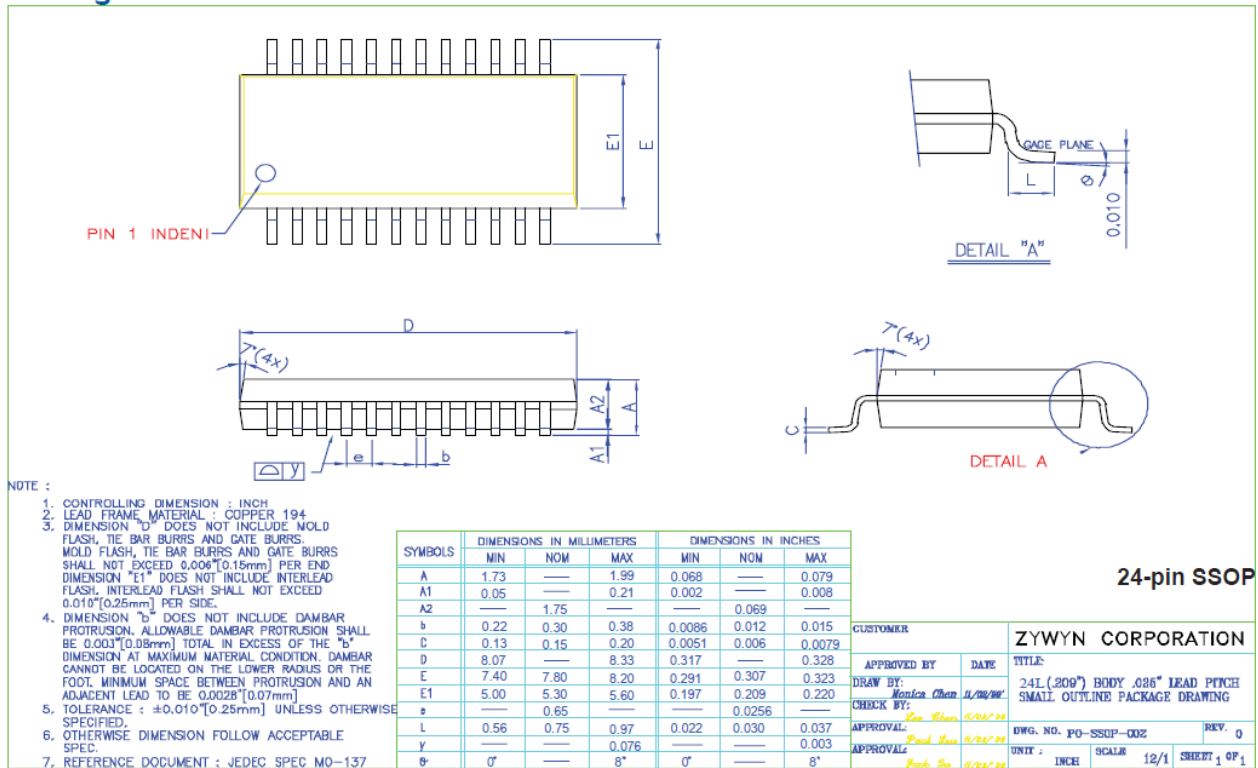 E1
E
PIN 1 INDENI
GAGE PLANE
L
Ø
0.010
DETAIL "A"
D
7°(4x)
A2
A
A1
e
b
y
7°(4x)
C
DETAIL A
NOTE :
1. CONTROLLING DIMENSION : INCH
2. LEAD FRAME MATERIAL : COPPER 194
3. DIMENSION "D" DOES NOT INCLUDE MOLD
FLASH, TIE BAR BURRS AND GATE BURRS.
MOLD FLASH, TIE BAR BURRS AND GATE BURRS
SHALL NOT EXCEED 0.006"[0.15mm] PER END
DIMENSION "E1" DOES NOT INCLUDE INTERLEAD
FLASH. INTERLEAD FLASH SHALL NOT EXCEED
0.010"[0.25mm] PER SIDE.
4. DIMENSION "b" DOES NOT INCLUDE DAMBAR
PROTRUSION. ALLOWABLE DAMBAR PROTRUSION SHALL
BE 0.003"[0.08mm] TOTAL IN EXCESS OF THE "b"
DIMENSION AT MAXIMUM MATERIAL CONDITION. DAMBAR
CANNOT BE LOCATED ON THE LOWER RADIUS OR THE
FOOT. MINIMUM SPACE BETWEEN PROTRUSION AND AN
ADJACENT LEAD TO BE 0.0028"[0.07mm]
5. TOLERANCE : ±0.010"[0.25mm] UNLESS OTHERWISE
SPECIFIED.
6. OTHERWISE DIMENSION FOLLOW ACCEPTABLE
SPEC.
7. REFERENCE DOCUMENT : JEDEC SPEC MO-137
SYMBOLS DIMENSIONS IN MILLIMETERS DIMENSIONS IN INCHES
MIN NOM MAX MIN NOM MAX
A 1.73 — 1.99 0.068 — 0.079
A1 0.05 — 0.21 0.002 — 0.008
A2 — 1.75 — — 0.069 —
b 0.22 0.30 0.38 0.0086 0.012 0.015
C 0.13 0.15 0.20 0.0051 0.006 0.0079
D 8.07 — 8.33 0.317 — 0.328
E 7.40 7.80 8.20 0.291 0.307 0.323
E1 5.00 5.30 5.60 0.197 0.209 0.220
e — 0.65 — — 0.0256 —
L 0.56 0.75 0.97 0.022 0.030 0.037
y — — 0.076 — — 0.003
θ 0° — 8° 0° — 8°
24-pin SSOP
CUSTOMER
APPROVED BY DATE
DRAW BY:
Monica Chen
CHECK BY:
APPROVAL:
APPROVAL:
ZYWYN CORPORATION
TITLE:
24L(.209") BODY .026" LEAD PITCH
SMALL OUTLINE PACKAGE DRAWING
DWG. NO. PO-SSOP-002 REV. 0
UNIT : INCH SCALE 12/1 SHEET 1 OF 1